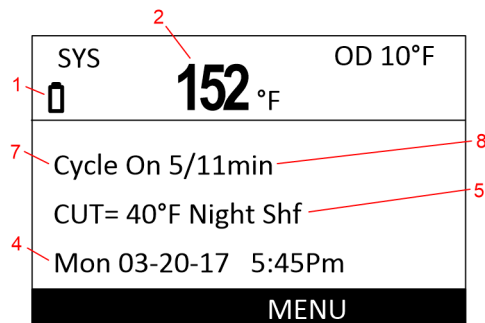 2
SYS
152 °F
OD 10°F
1
7
Cycle On 5/11min
8
CUT= 40°F Night Shf
5
4
Mon 03-20-17 5:45Pm
MENU